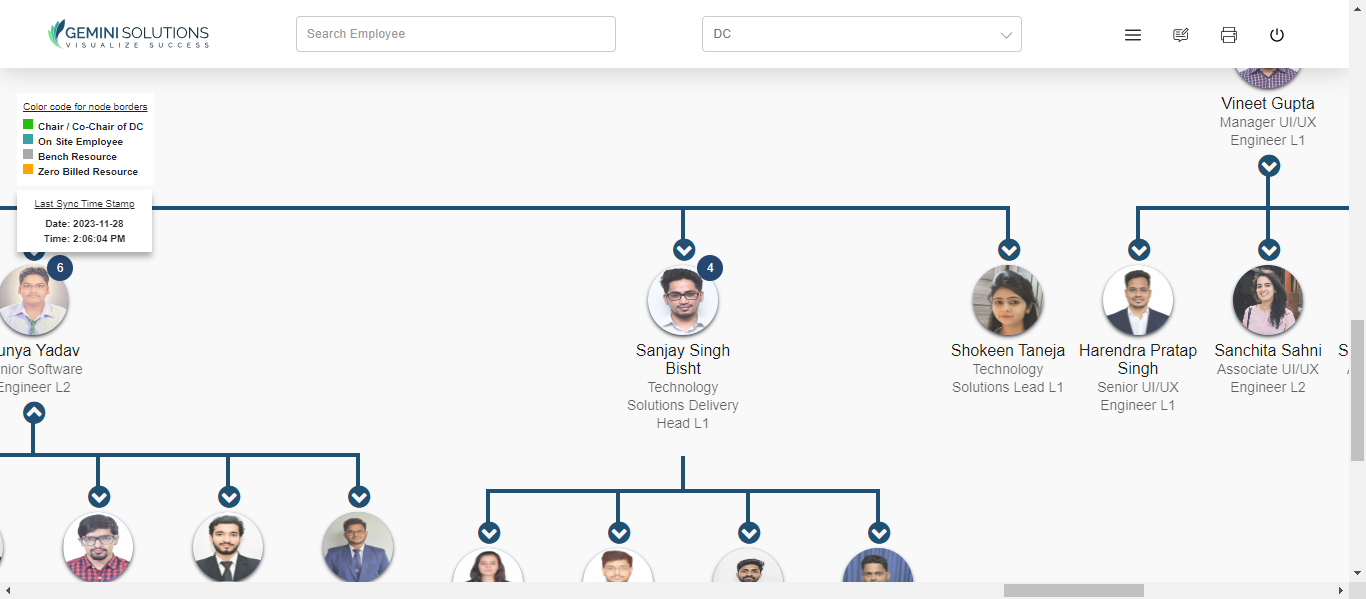 GEMINI SOLUTIONS
VISUALIZE SUCCESS
Search Employee
DC
Color code for node borders
Chair / Co-Chair of DC
On Site Employee
Bench Resource
Zero Billed Resource
Last Sync Time Stamp
Date: 2023-11-28
Time: 2:06:04 PM
Vineet Gupta
Manager UI/UX
Engineer L1
6
unya Yadav
nior Software
Engineer L2
4
Sanjay Singh
Bisht
Technology
Solutions Delivery
Head L1
Shokeen Taneja
Technology
Solutions Lead L1
Harendra Pratap
Singh
Senior UI/UX
Engineer L1
Sanchita Sahni
Associate UI/UX
Engineer L2
S